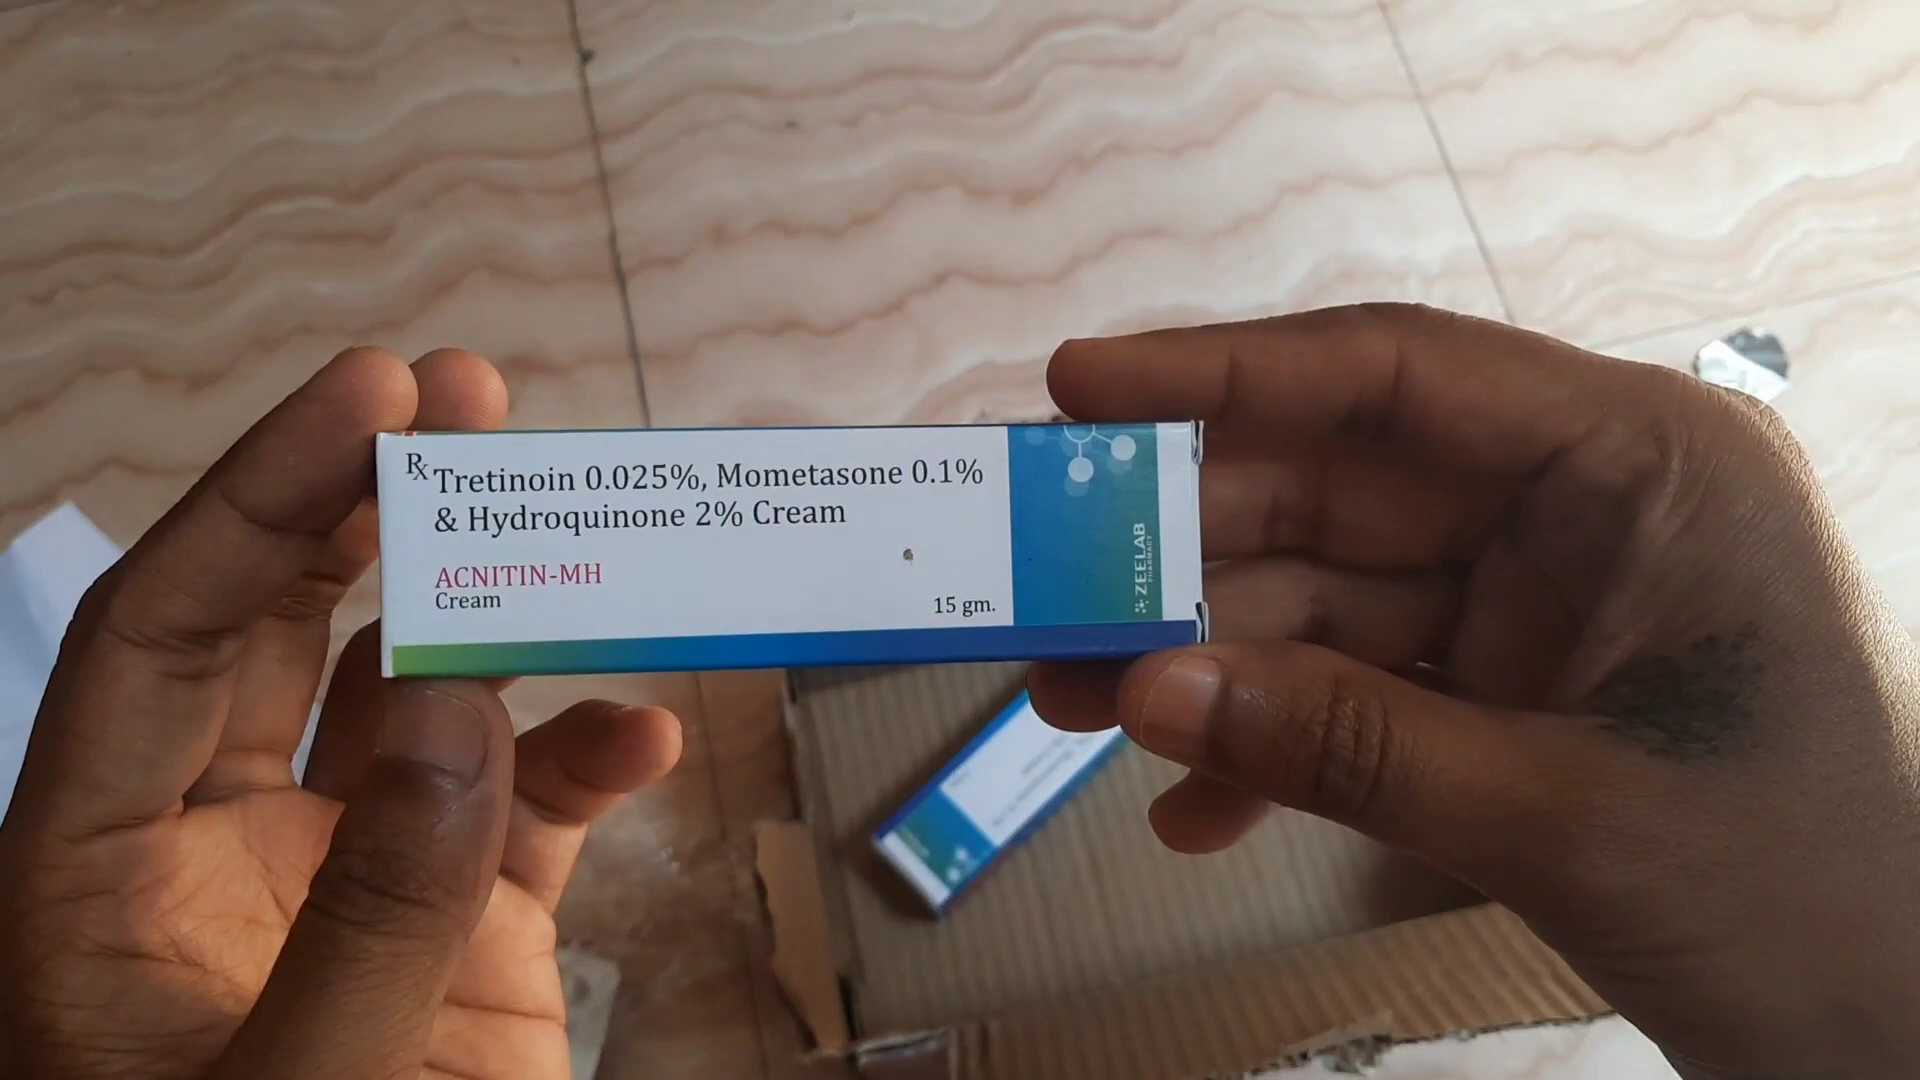 Rx Tretinoin 0.025%, Mometasone 0.1%
& Hydroquinone 2% Cream
ACNITIN-MH
Cream
15 gm.
ZEELAB
PHARMACY